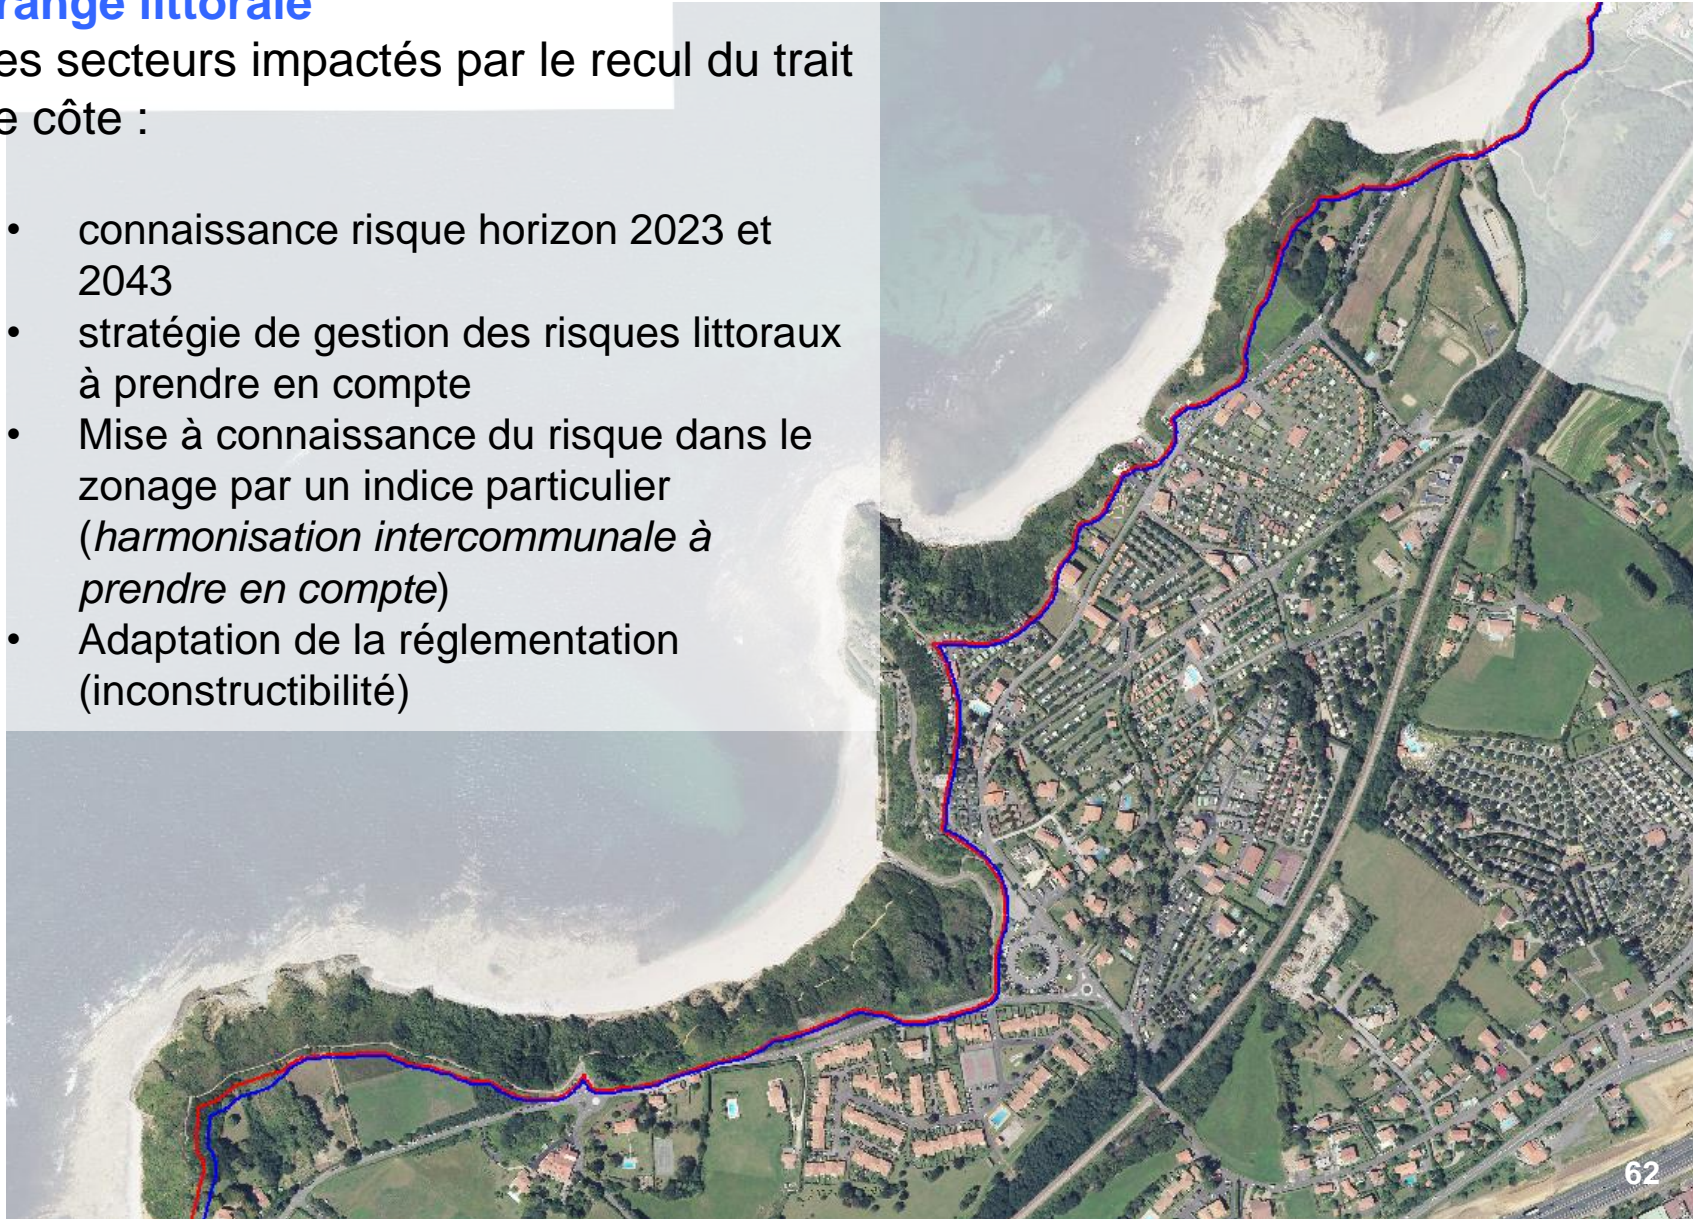 range littorale
es secteurs impactés par le recul du trait
e côte :
• connaissance risque horizon 2023 et
2043
• stratégie de gestion des risques littoraux
à prendre en compte
• Mise à connaissance du risque dans le
zonage par un indice particulier
(harmonisation intercommunale à
prendre en compte)
• Adaptation de la réglementation
(inconstructibilité)
62